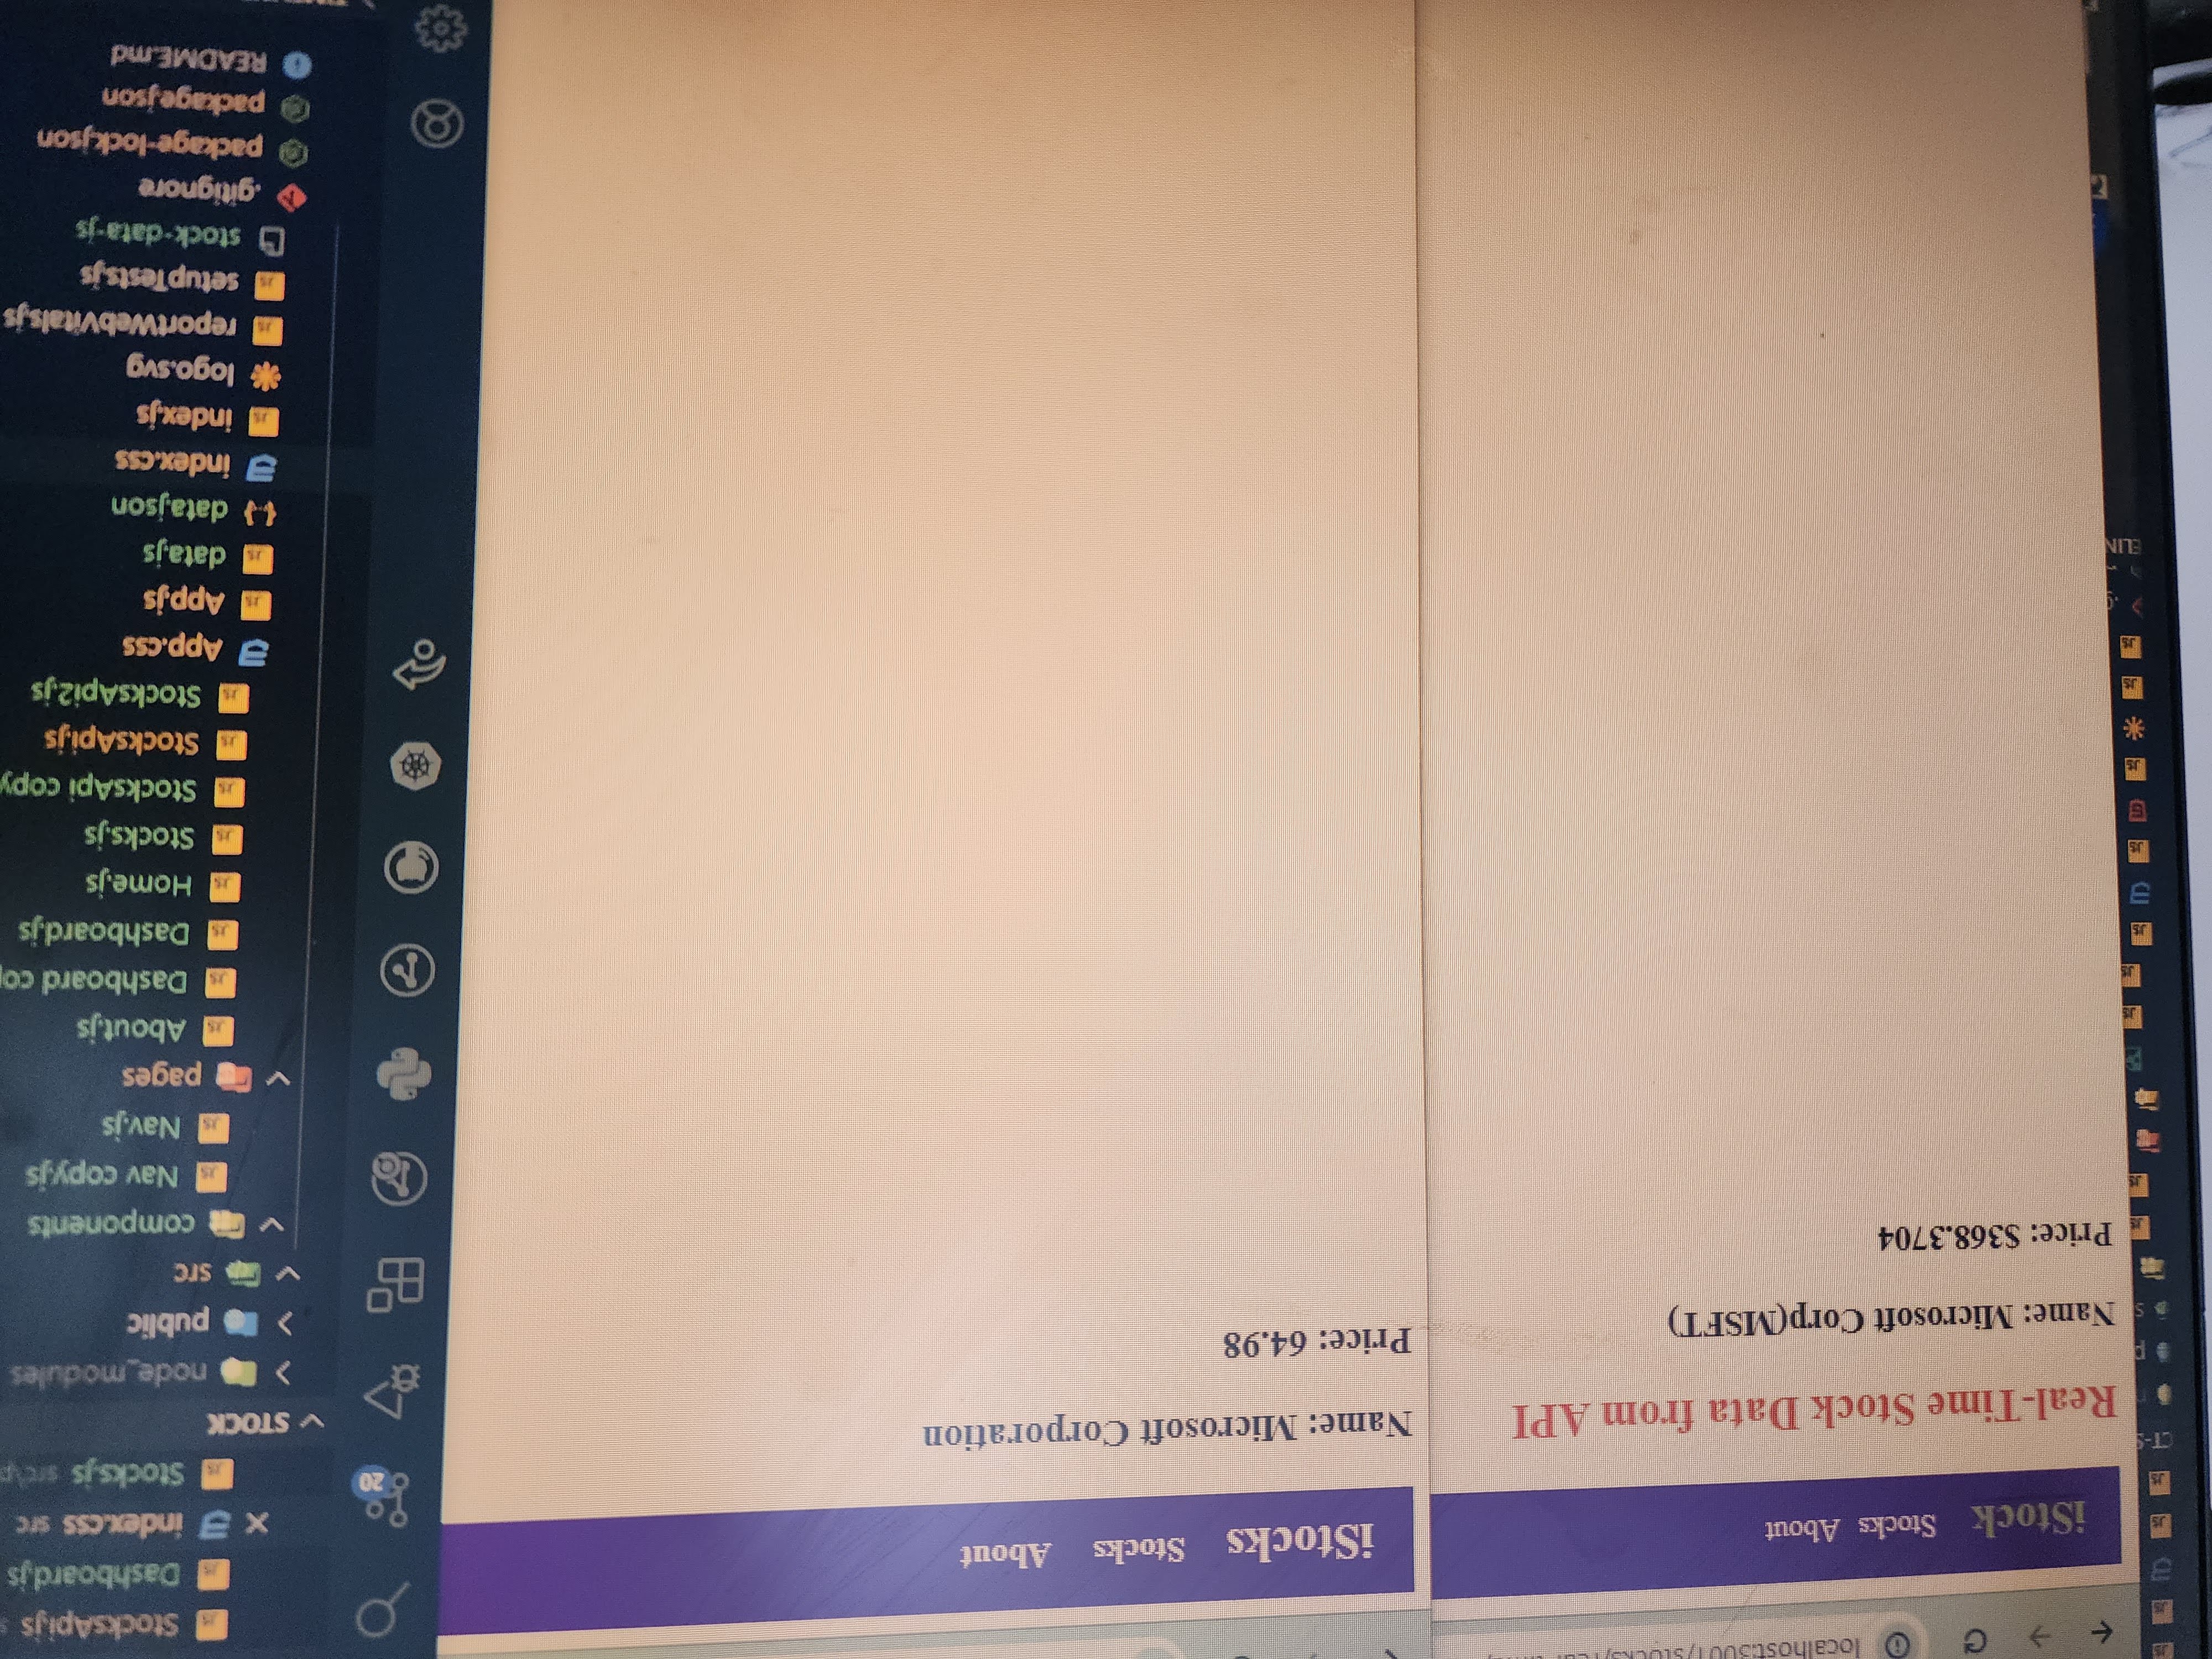 iStock Stocks About
Real-Time Stock Data from API
Name: Microsoft Corp(MSFT)
Price: $368.3704
iStocks Stocks About
Name: Microsoft Corporation
Price: 64.98
20
StocksApi.js
Dashboard.js
index.css src
Stocks.js
STOCK
node_modules
public
src
components
Nav copy.js
Nav.js
pages
About.js
Dashboard
Dashboard.js
Home.js
Stocks.js
StocksApi copy
StocksApi.js
StocksApi2.js
App.css
App.js
data.js
data.json
index.css
index.js
logo.svg
reportWebVitals.js
setupTests.js
stock-data-js
.gitignore
package-lock.json
package.json
README.md